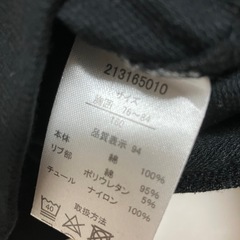 213165010
サイズ
胸囲 76～84
160
品質表示 94
本体 綿 100%
リブ部 綿 95%
ポリウレタン 5%
チュール ナイロン 100%
40
取扱方法